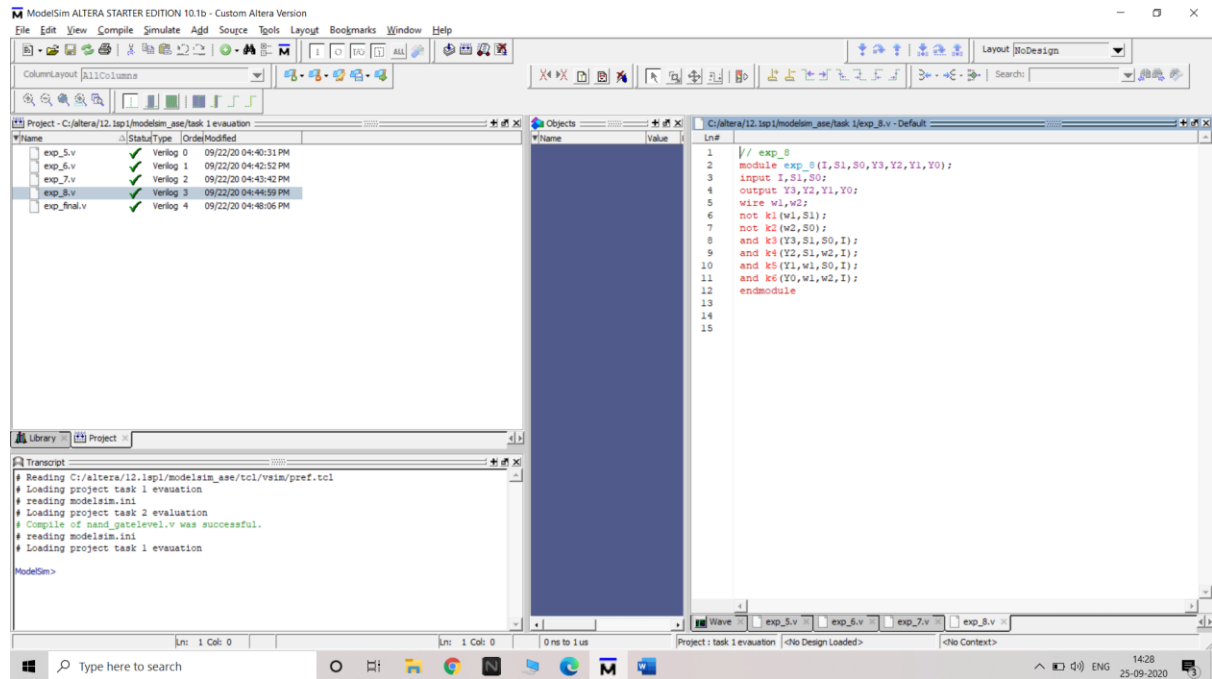 ModelSim ALTERA STARTER EDITION 10.1b - Custom Altera Version
File Edit View Compile Simulate Add Source Tools Layout Bookmarks Window Help
Layout NoDesign
ColumnLayout AllColumns
Search:
Project - C:/altera/12.1sp1/modelsim_ase/task 1 evauation
Name Status Type Order Modified
exp_5.v Verilog 0 09/22/20 04:40:31 PM
exp_6.v Verilog 1 09/22/20 04:42:52 PM
exp_7.v Verilog 2 09/22/20 04:43:42 PM
exp_8.v Verilog 3 09/22/20 04:44:59 PM
exp_final.v Verilog 4 09/22/20 04:48:06 PM
Library Project
Transcript
# Reading C:/altera/12.1sp1/modelsim_ase/tcl/vsim/pref.tcl
# Loading project task 1 evauation
# reading modelsim.ini
# Loading project task 2 evaluation
# Compile of nand_gatelevel.v was successful.
# reading modelsim.ini
# Loading project task 1 evauation
ModelSim>
Objects
Name Value
C:/altera/12.1sp1/modelsim_ase/task 1/exp_8.v - Default
Ln#
1 // exp_8
2 module exp_8(I,S1,S0,Y3,Y2,Y1,Y0);
3 input I,S1,S0;
4 output Y3,Y2,Y1,Y0;
5 wire w1,w2;
6 not k1(w1,S1);
7 not k2(w2,S0);
8 and k3(Y3,S1,S0,I);
9 and k4(Y2,S1,w2,I);
10 and k5(Y1,w1,S0,I);
11 and k6(Y0,w1,w2,I);
12 endmodule
13
14
15
Wave exp_5.v exp_6.v exp_7.v exp_8.v
Ln: 1 Col: 0 Ln: 1 Col: 0 0 ns to 1 us Project : task 1 evauation <No Design Loaded> <No Context>
Type here to search
ENG
14:28
25-09-2020